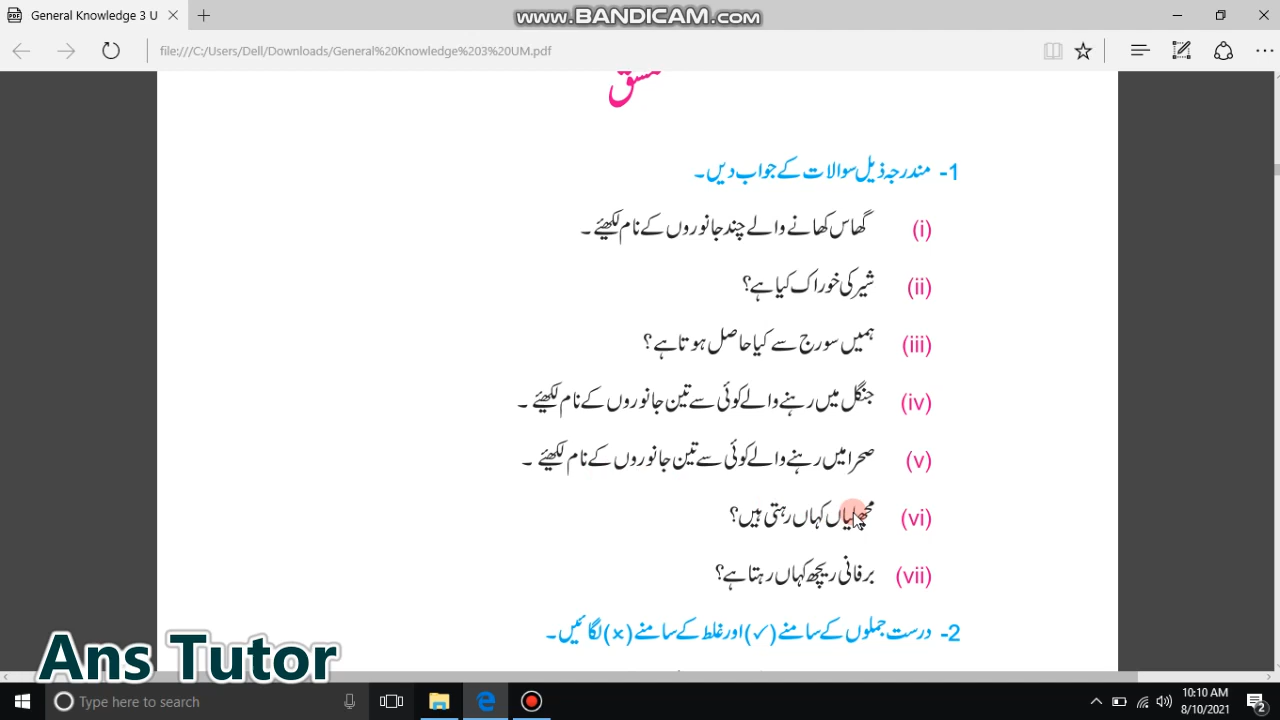 General Knowledge 3 U
www.BANDICAM.com
file:///C:/Users/Dell/Downloads/General%20Knowledge%203%20UM.pdf
مشق
1- مندرجہ ذیل سوالات کے جواب دیں۔
(i) گھاس کھانے والے چند جانوروں کے نام لکھیئے۔
(ii) شیر کی خوراک کیا ہے؟
(iii) ہمیں سورج سے کیا حاصل ہوتا ہے؟
(iv) جنگل میں رہنے والے کوئی سے تین جانوروں کے نام لکھیئے۔
(v) صحرا میں رہنے والے کوئی سے تین جانوروں کے نام لکھیئے۔
(vi) مچھلیاں کہاں رہتی ہیں؟
(vii) برفانی ریچھ کہاں رہتا ہے؟
2- درست جملوں کے سامنے (✓) اور غلط کے سامنے (×) لگائیں۔
Ans Tutor
Type here to search
10:10 AM
8/10/2021
2